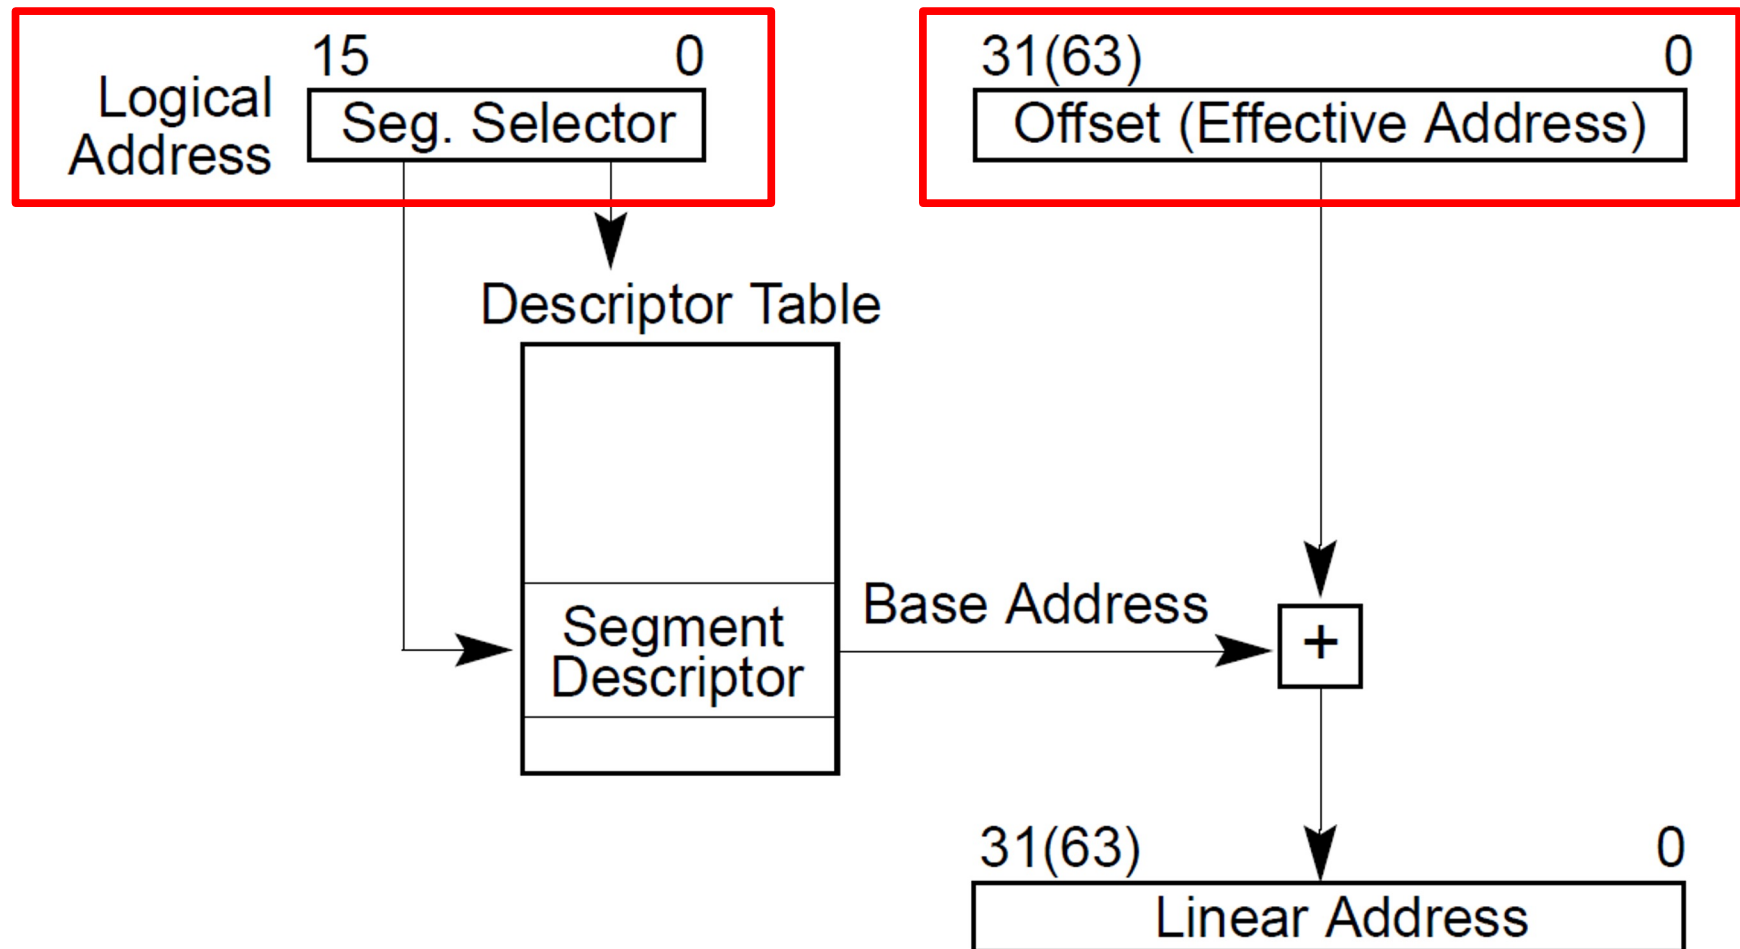 15 0
Logical
Address
Seg. Selector
31(63) 0
Offset (Effective Address)
Descriptor Table
Segment
Descriptor
Base Address
+
31(63) 0
Linear Address